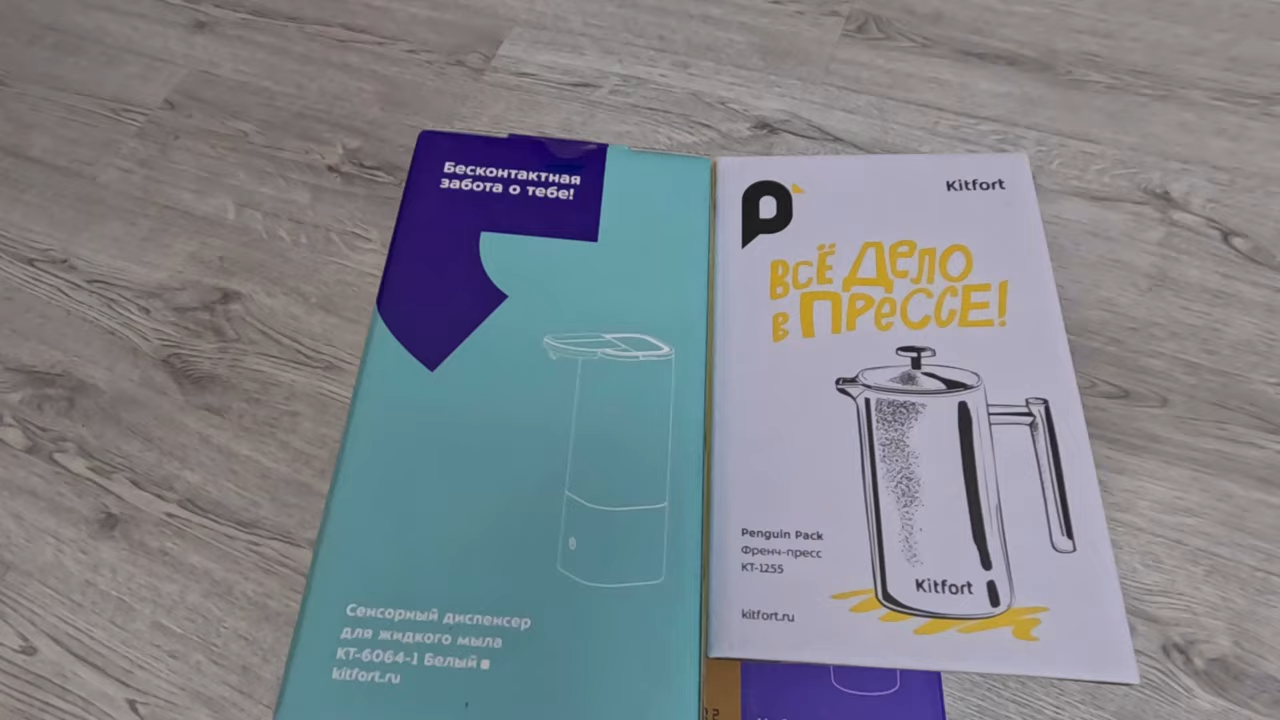 Бесконтактная
забота о тебе!
Сенсорный диспенсер
для жидкого мыла
КТ-6064-1 Белый
kitfort.ru
Kitfort
ВСЁ ДеЛО
в ПРеССЕ!
Penguin Pack
Френч-пресс
КТ-1255
kitfort.ru
Kitfort